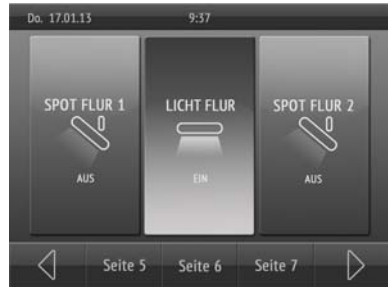 Do. 17.01.13 9:37
SPOT FLUR 1
AUS
LICHT FLUR
EIN
SPOT FLUR 2
AUS
Seite 5 Seite 6 Seite 7